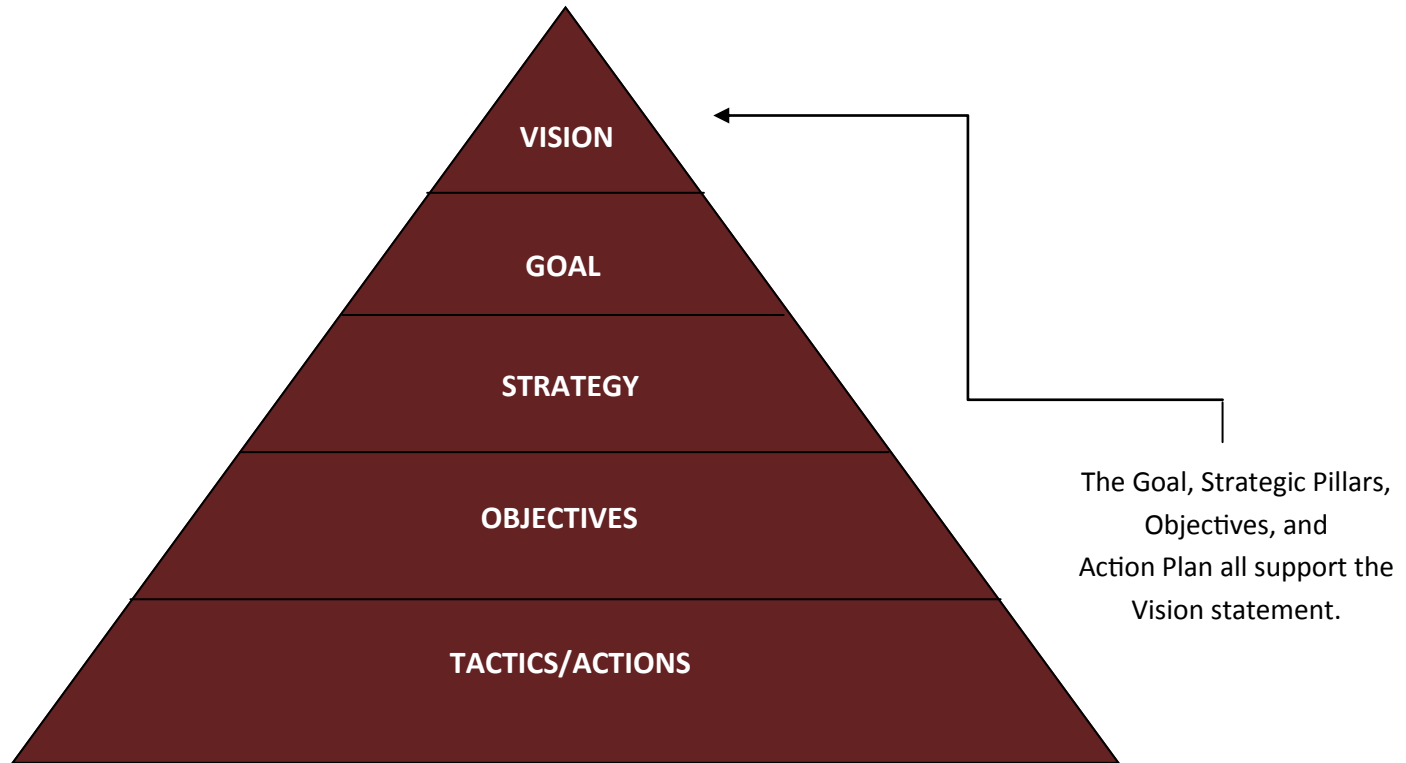 VISION
GOAL
STRATEGY
OBJECTIVES
TACTICS/ACTIONS
The Goal, Strategic Pillars,
Objectives, and
Action Plan all support the
Vision statement.